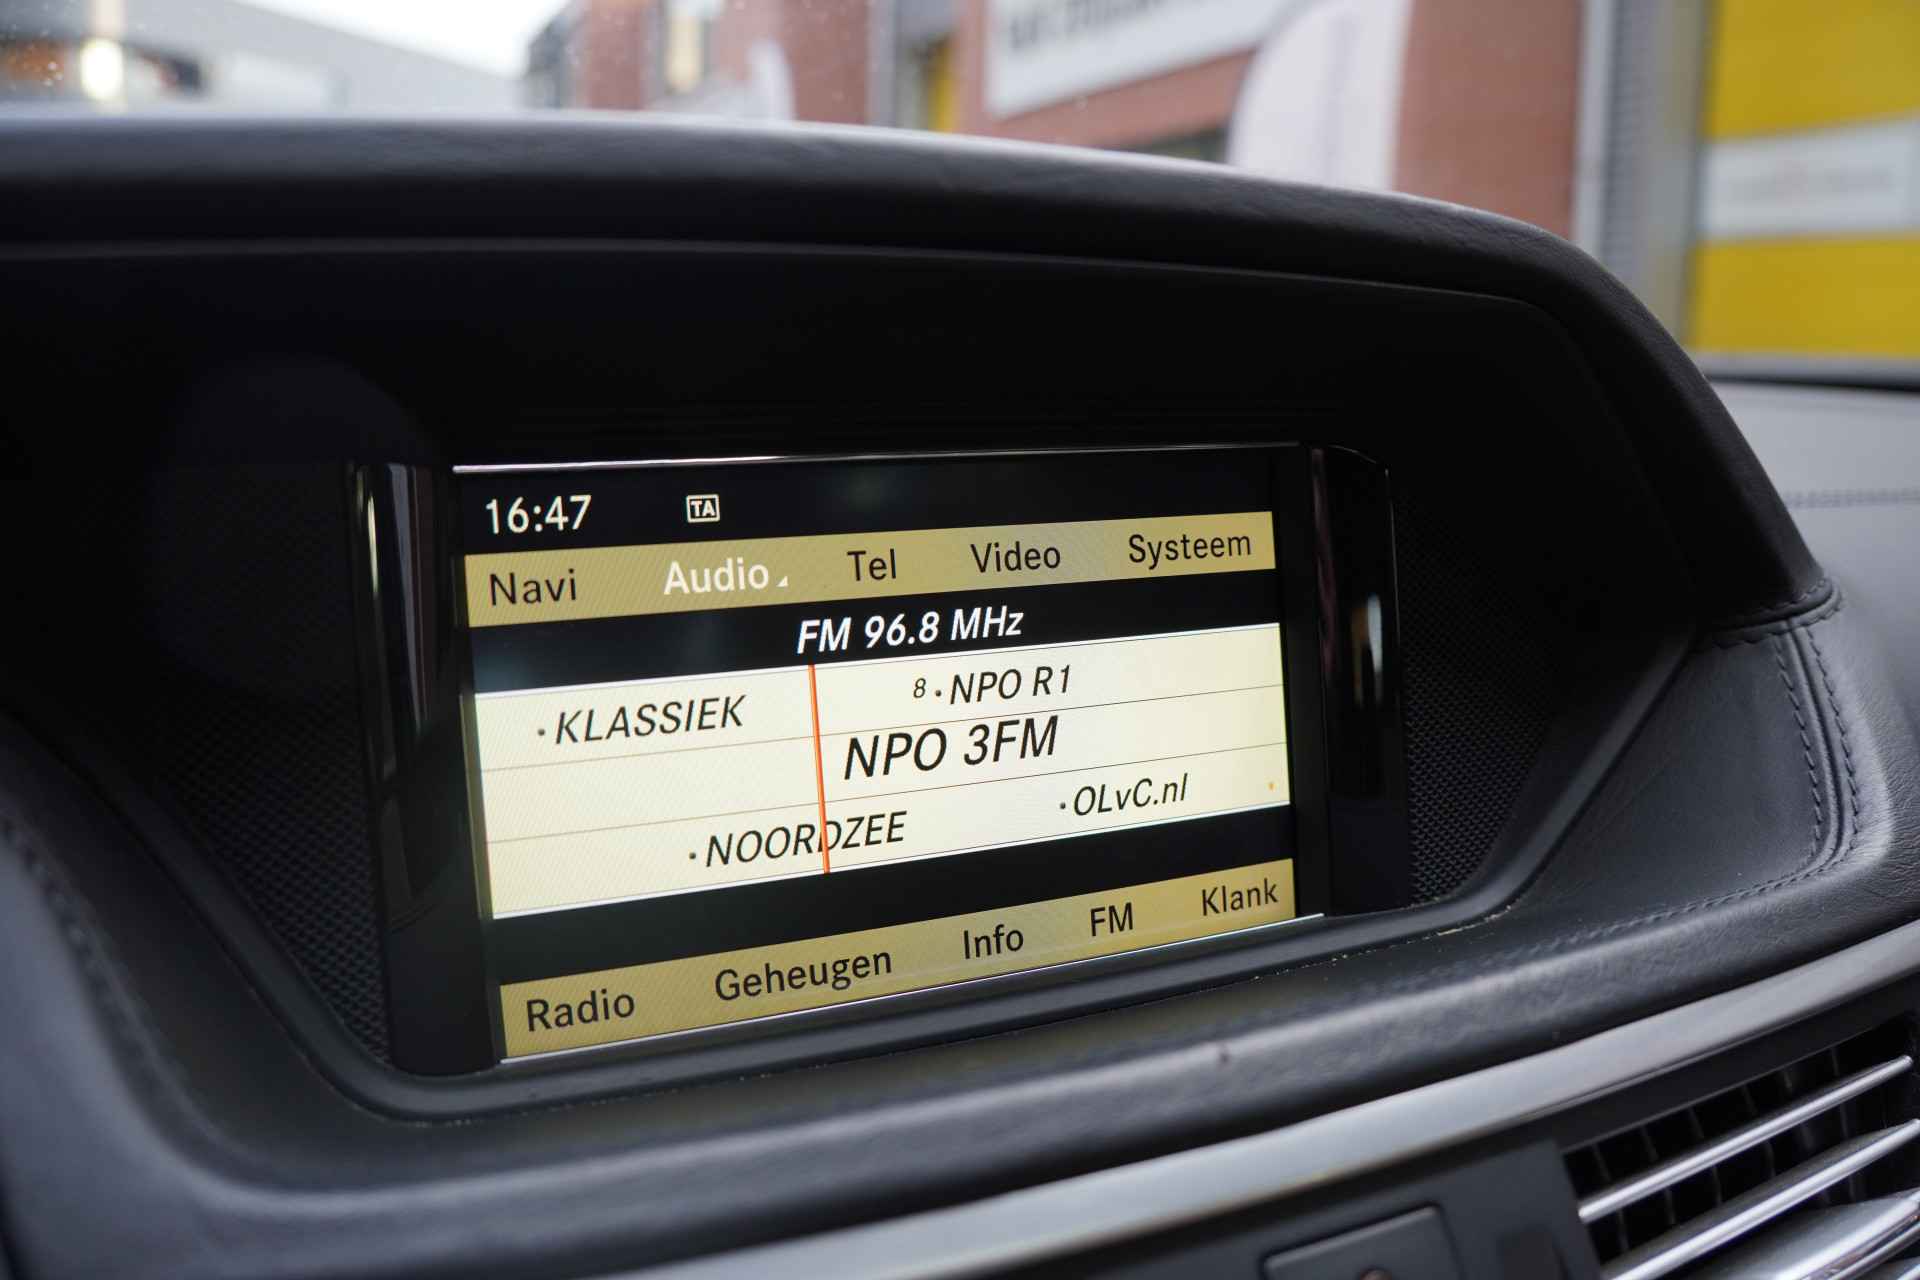 16:47 TA
Navi Audio Tel Video Systeem
FM 96.8 MHz
KLASSIEK 8 NPO R1
NPO 3FM
NOORDZEE OLvC.nl
Radio Geheugen Info FM Klank